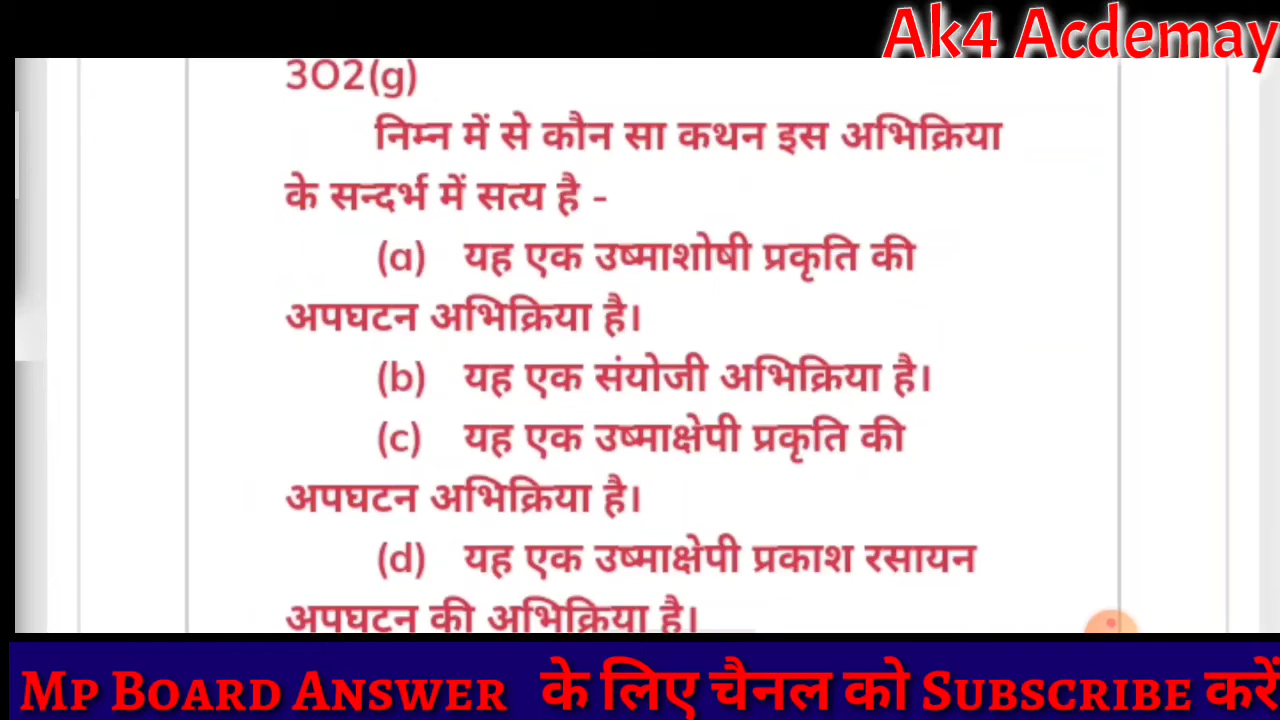 Ak4 Acdemay
3O2(g)
निम्न में से कौन सा कथन इस अभिक्रिया
के सन्दर्भ में सत्य है -
(a) यह एक उष्माशोषी प्रकृति की
अपघटन अभिक्रिया है।
(b) यह एक संयोजी अभिक्रिया है।
(c) यह एक उष्माक्षेपी प्रकृति की
अपघटन अभिक्रिया है।
(d) यह एक उष्माक्षेपी प्रकाश रसायन
अपघटन की अभिक्रिया है।
Mp Board Answer के लिए चैनल को Subscribe करें